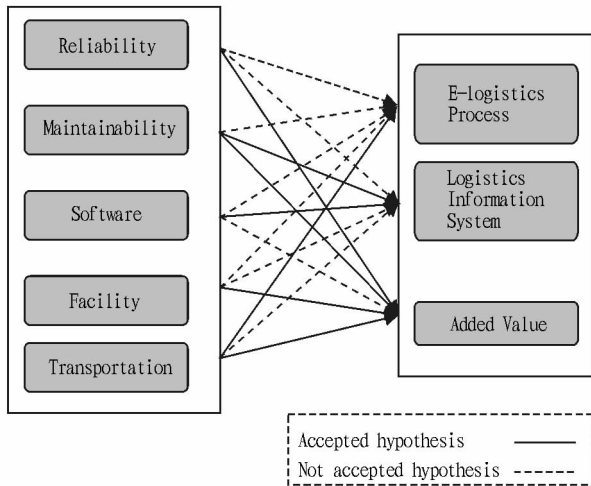 Reliability
Maintainability
Software
Facility
Transportation
E-logistics
Process
Logistics
Information
System
Added Value
Accepted hypothesis
Not accepted hypothesis